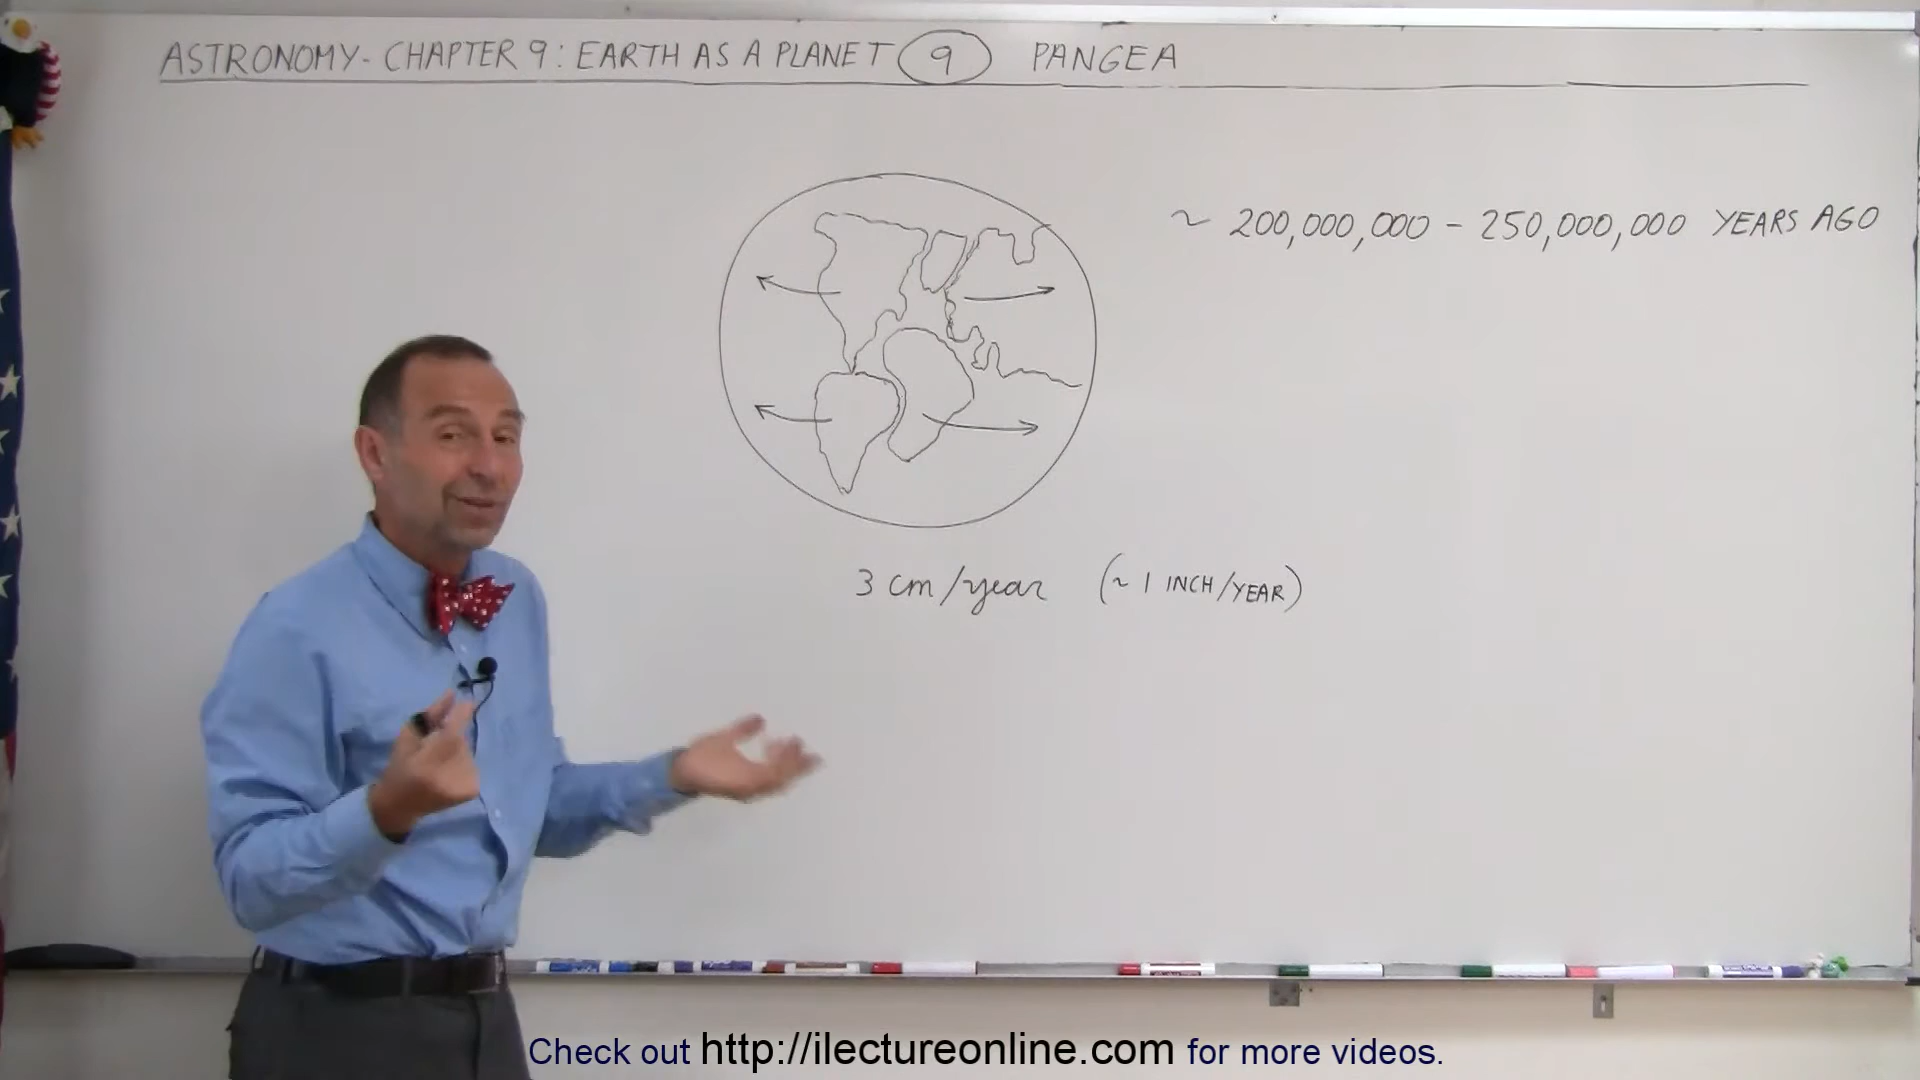 ASTRONOMY - CHAPTER 9: EARTH AS A PLANET 9 PANGEA
~ 200,000,000 - 250,000,000 YEARS AGO
3 cm/year (~ 1 INCH/YEAR)
Check out http://ilectureonline.com for more videos.